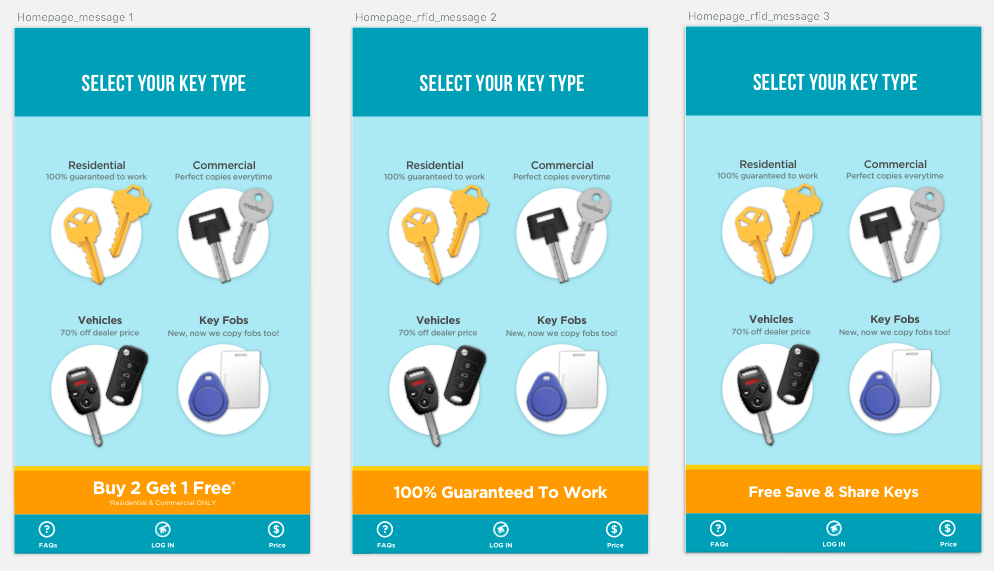 Homepage_message 1
SELECT YOUR KEY TYPE
Residential
100% guaranteed to work
Commercial
Perfect copies everytime
Vehicles
70% off dealer price
Key Fobs
New, now we copy fobs too!
Buy 2 Get 1 Free*
*Residential & Commercial ONLY
?
FAQs
LOG IN
$
Price
Homepage_rfid_message 2
SELECT YOUR KEY TYPE
Residential
100% guaranteed to work
Commercial
Perfect copies everytime
Vehicles
70% off dealer price
Key Fobs
New, now we copy fobs too!
100% Guaranteed To Work
?
FAQs
LOG IN
$
Price
Homepage_rfid_message 3
SELECT YOUR KEY TYPE
Residential
100% guaranteed to work
Commercial
Perfect copies everytime
Vehicles
70% off dealer price
Key Fobs
New, now we copy fobs too!
Free Save & Share Keys
?
FAQs
LOG IN
$
Price